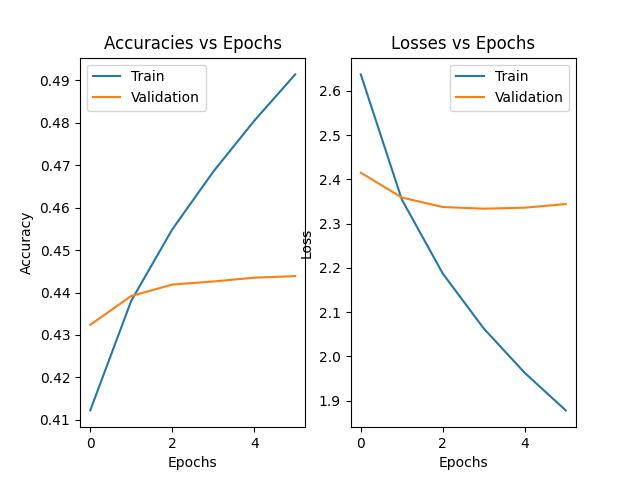 Accuracies vs Epochs
Train
Validation
0.49
0.48
0.47
0.46
0.45
0.44
0.43
0.42
0.41
Accuracy
0 2 4
Epochs
Losses vs Epochs
Train
Validation
2.6
2.5
2.4
2.3
2.2
2.1
2.0
1.9
Loss
0 2 4
Epochs